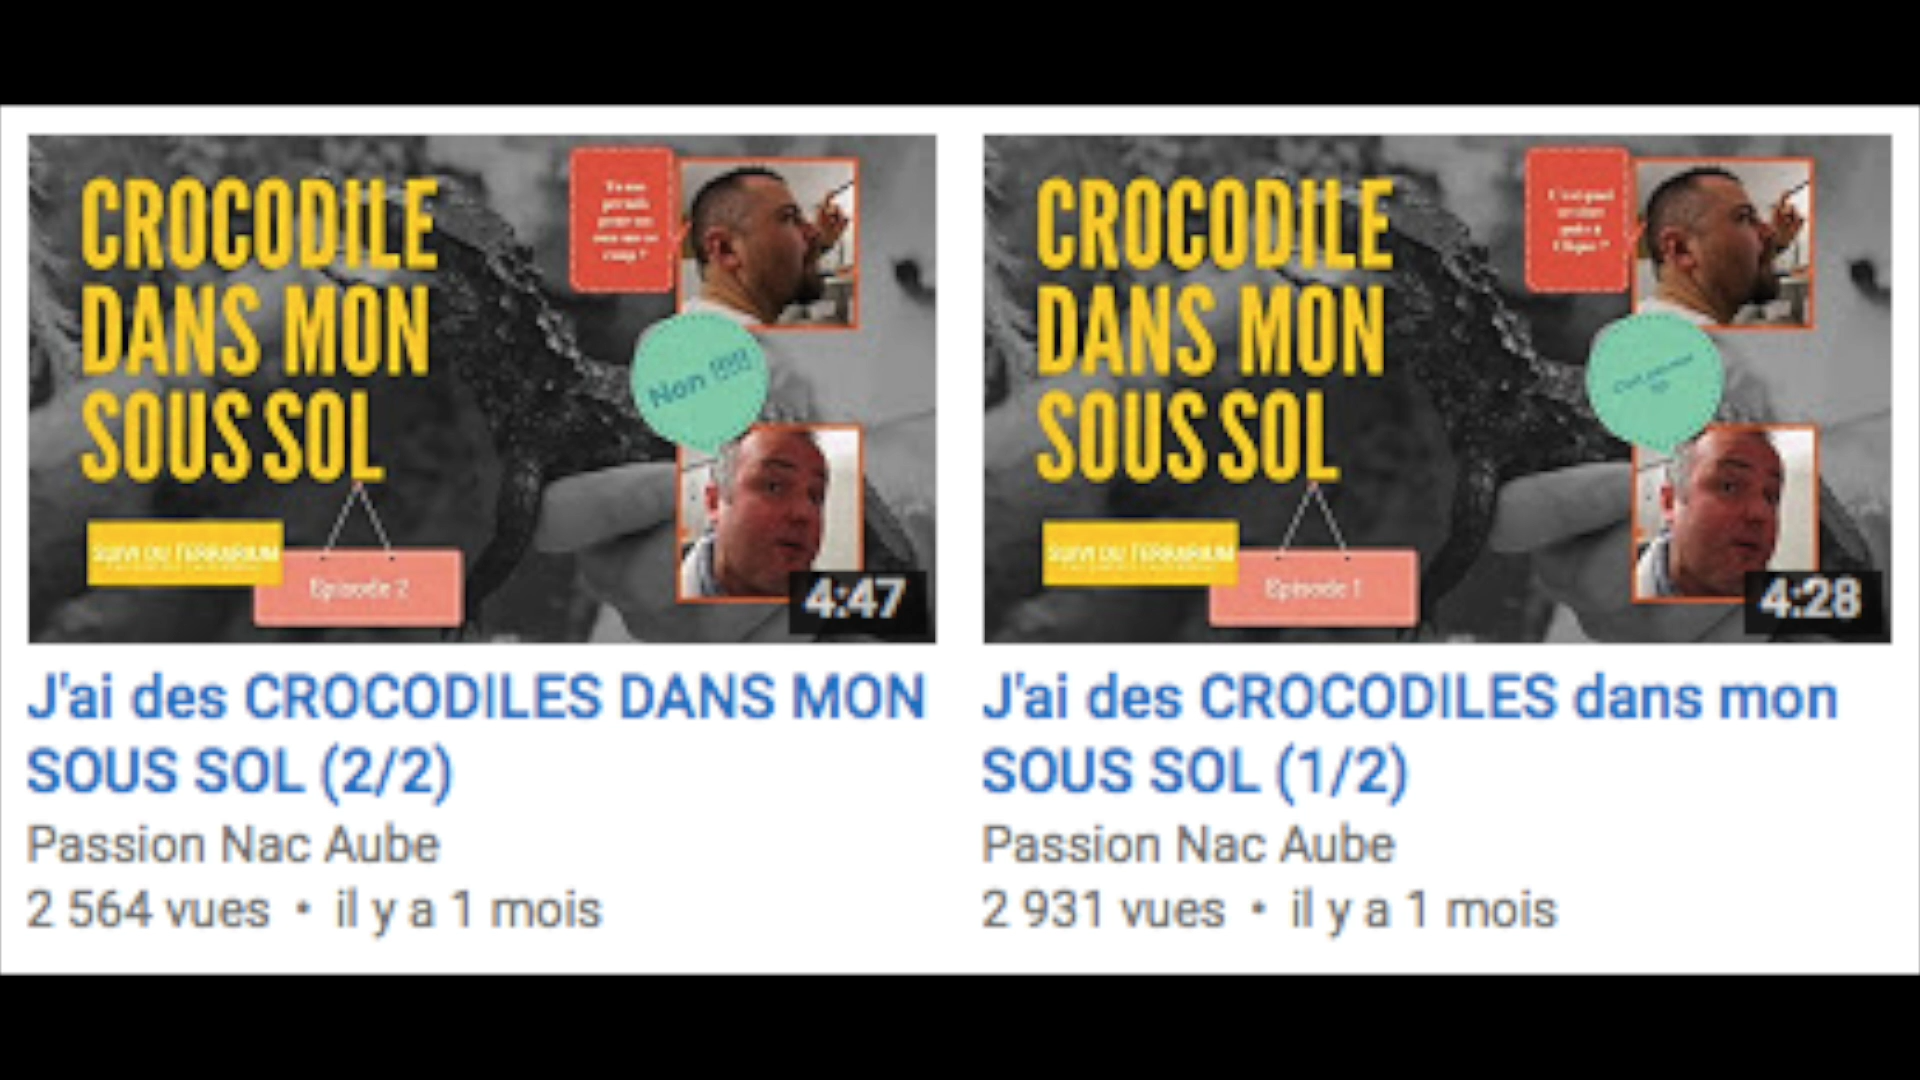 CROCODILE
DANS MON
SOUS SOL
Non !!!!!
SUIVI DU TERRARIUM
Episode 2
4:47
J'ai des CROCODILES DANS MON
SOUS SOL (2/2)
Passion Nac Aube
2 564 vues • il y a 1 mois
CROCODILE
DANS MON
SOUS SOL
SUIVI DU TERRARIUM
Episode 1
4:28
J'ai des CROCODILES dans mon
SOUS SOL (1/2)
Passion Nac Aube
2 931 vues • il y a 1 mois